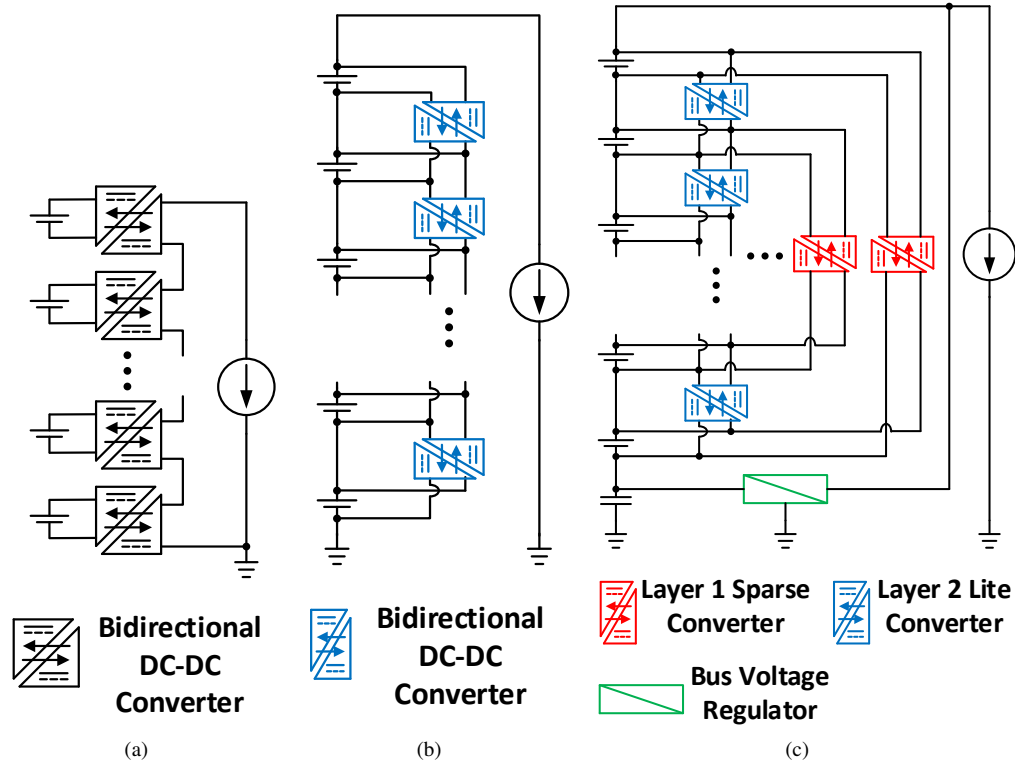 Bidirectional
DC-DC
Converter
(a)
Bidirectional
DC-DC
Converter
(b)
Layer 1 Sparse
Converter
Layer 2 Lite
Converter
Bus Voltage
Regulator
(c)